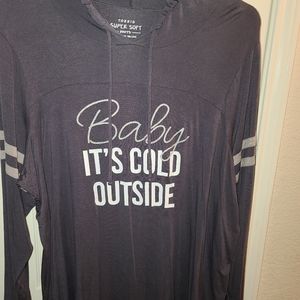 TORRID
SUPER SOFT
Baby
IT'S COLD
OUTSIDE